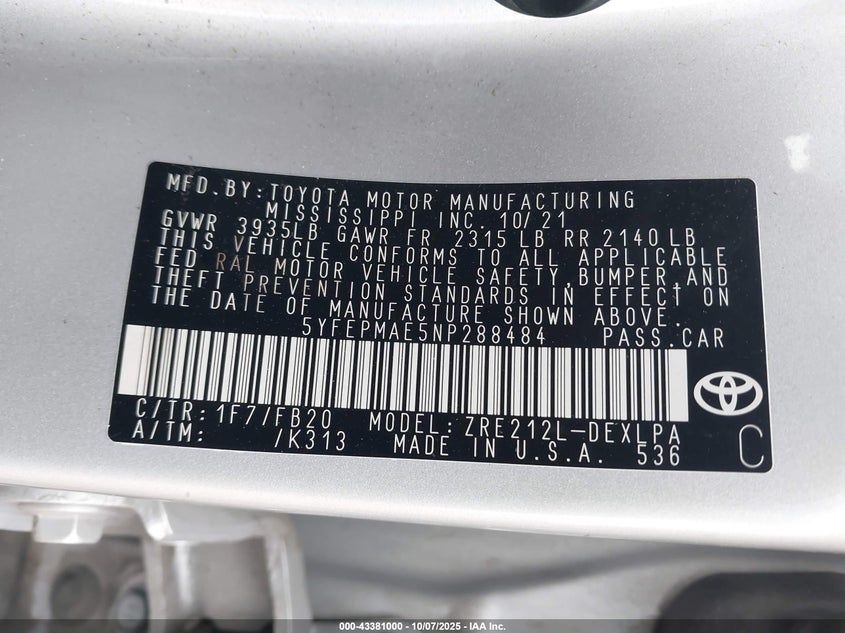 MFD.BY:TOYOTA MOTOR MANUFACTURING
MISSISSIPPI INC. 10/21
GVWR 3935LB GAWR FR 2315LB RR 2140LB
THIS VEHICLE CONFORMS TO ALL APPLICABLE
FED RAL MOTOR VEHICLE SAFETY,BUMPER,AND
THEFT PREVENTION STANDARDS IN EFFECT ON
THE DATE OF MANUFACTURE SHOWN ABOVE.
5YFEPMAE5NP288484 PASS.CAR
C/TR:1F7/FB20 MODEL:ZRE212L-DEXLPA
A/TM: /K313 MADE IN U.S.A. 536 C
000-43381000 - 10/07/2025 - IAA Inc.